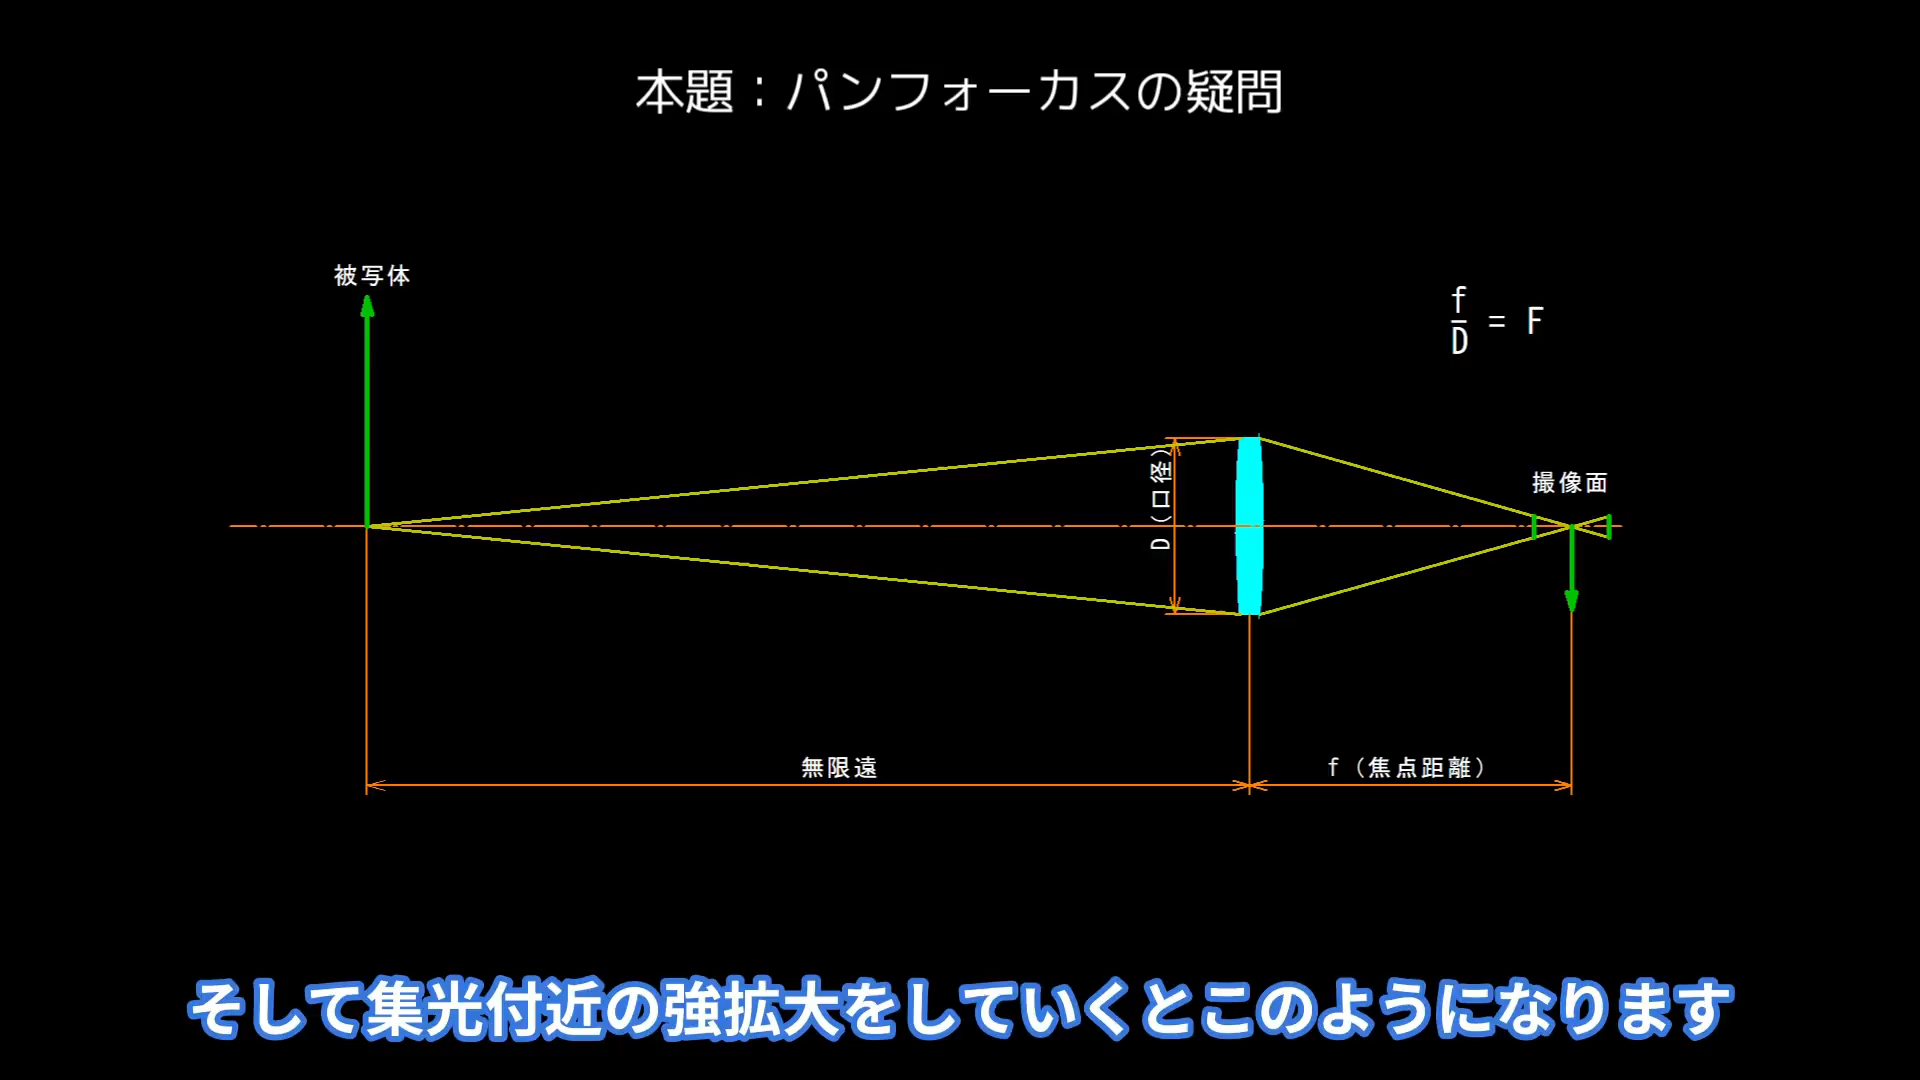 本題：パンフォーカスの疑問
被写体
f
D
= F
D（口径）
撮像面
無限遠
f（焦点距離）
そして集光付近の強拡大をしていくとこのようになります